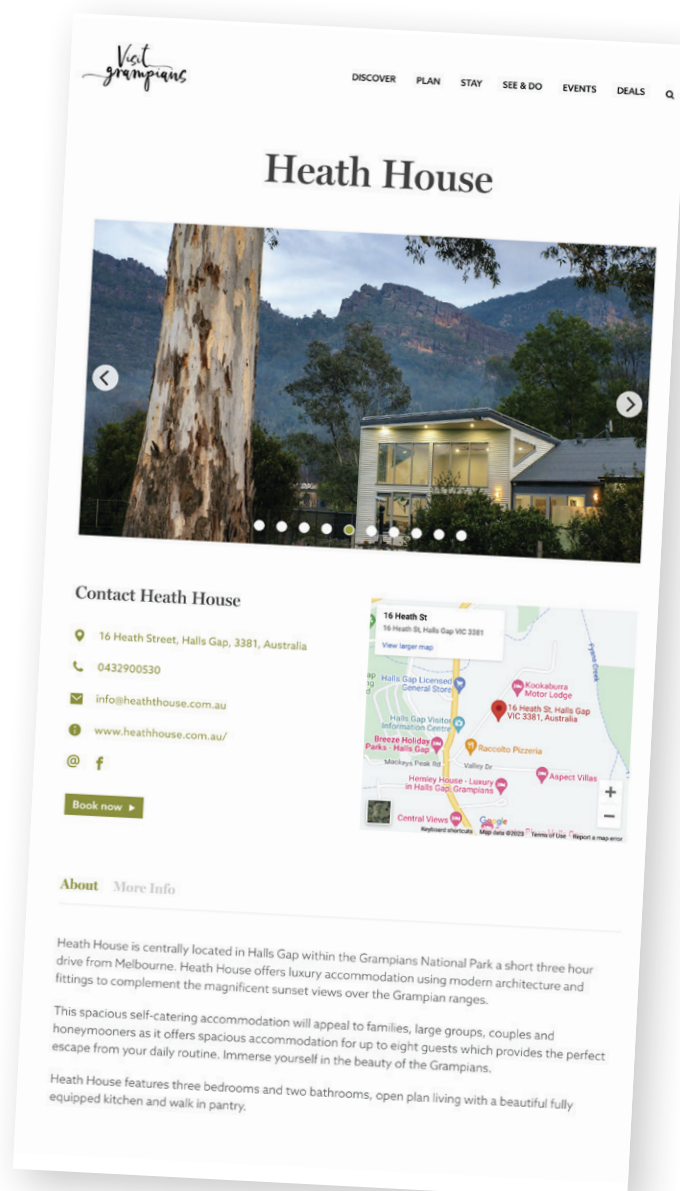 Visit
grampians
DISCOVER PLAN STAY SEE & DO EVENTS DEALS
Heath House
Contact Heath House
16 Heath Street, Halls Gap, 3381, Australia
0432900530
info@heaththouse.com.au
www.heathhouse.com.au/
@ f
Book now
16 Heath St
16 Heath St, Halls Gap VIC 3381
View larger map
Fyans Creek
Halls Gap Licensed
General Store
Kookaburra
Motor Lodge
16 Heath St, Halls Gap
VIC 3381, Australia
Halls Gap Visitor
Information Centre
Breeze Holiday
Parks - Halls Gap
Raccolto Pizzeria
Mackeys Peak Rd
Valley Dr
Aspect Villas
Hemley House - Luxury
in Halls Gap, Grampians
Central Views
Google
Keyboard shortcuts Map data ©2023 Terms of Use Report a map error
About More Info
Heath House is centrally located in Halls Gap within the Grampians National Park a short three hour
drive from Melbourne. Heath House offers luxury accommodation using modern architecture and
fittings to complement the magnificent sunset views over the Grampian ranges.
This spacious self-catering accommodation will appeal to families, large groups, couples and
honeymooners as it offers spacious accommodation for up to eight guests which provides the perfect
escape from your daily routine. Immerse yourself in the beauty of the Grampians.
Heath House features three bedrooms and two bathrooms, open plan living with a beautiful fully
equipped kitchen and walk in pantry.